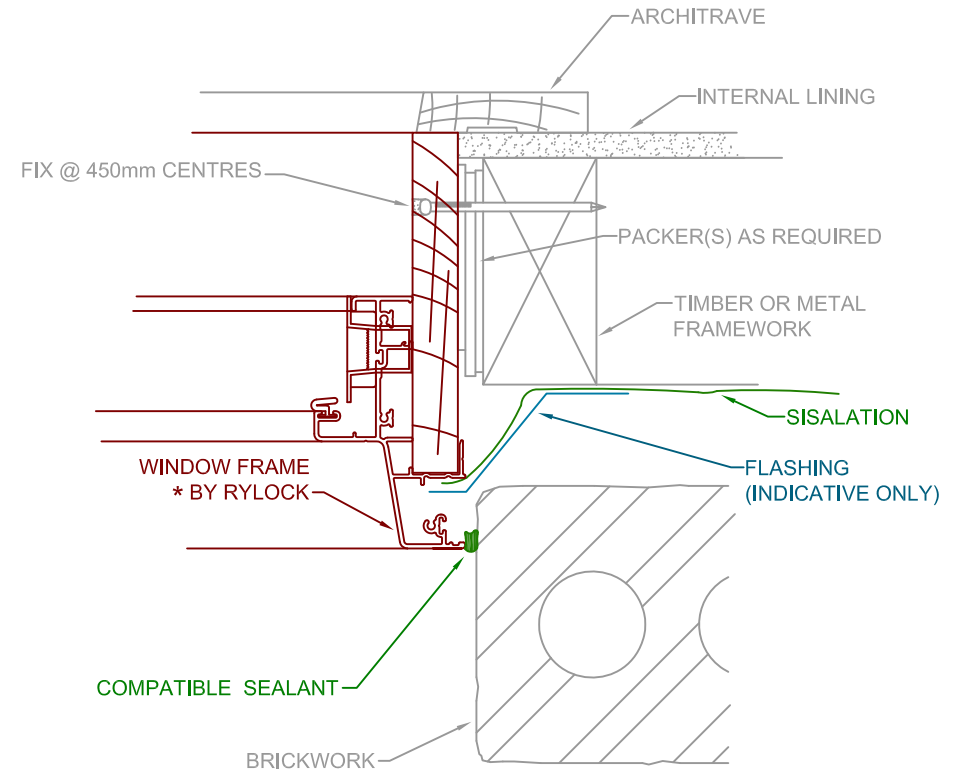 ARCHITRAVE
INTERNAL LINING
FIX @ 450mm CENTRES
PACKER(S) AS REQUIRED
TIMBER OR METAL
FRAMEWORK
SISALATION
WINDOW FRAME
* BY RYLOCK
FLASHING
(INDICATIVE ONLY)
COMPATIBLE SEALANT
BRICKWORK